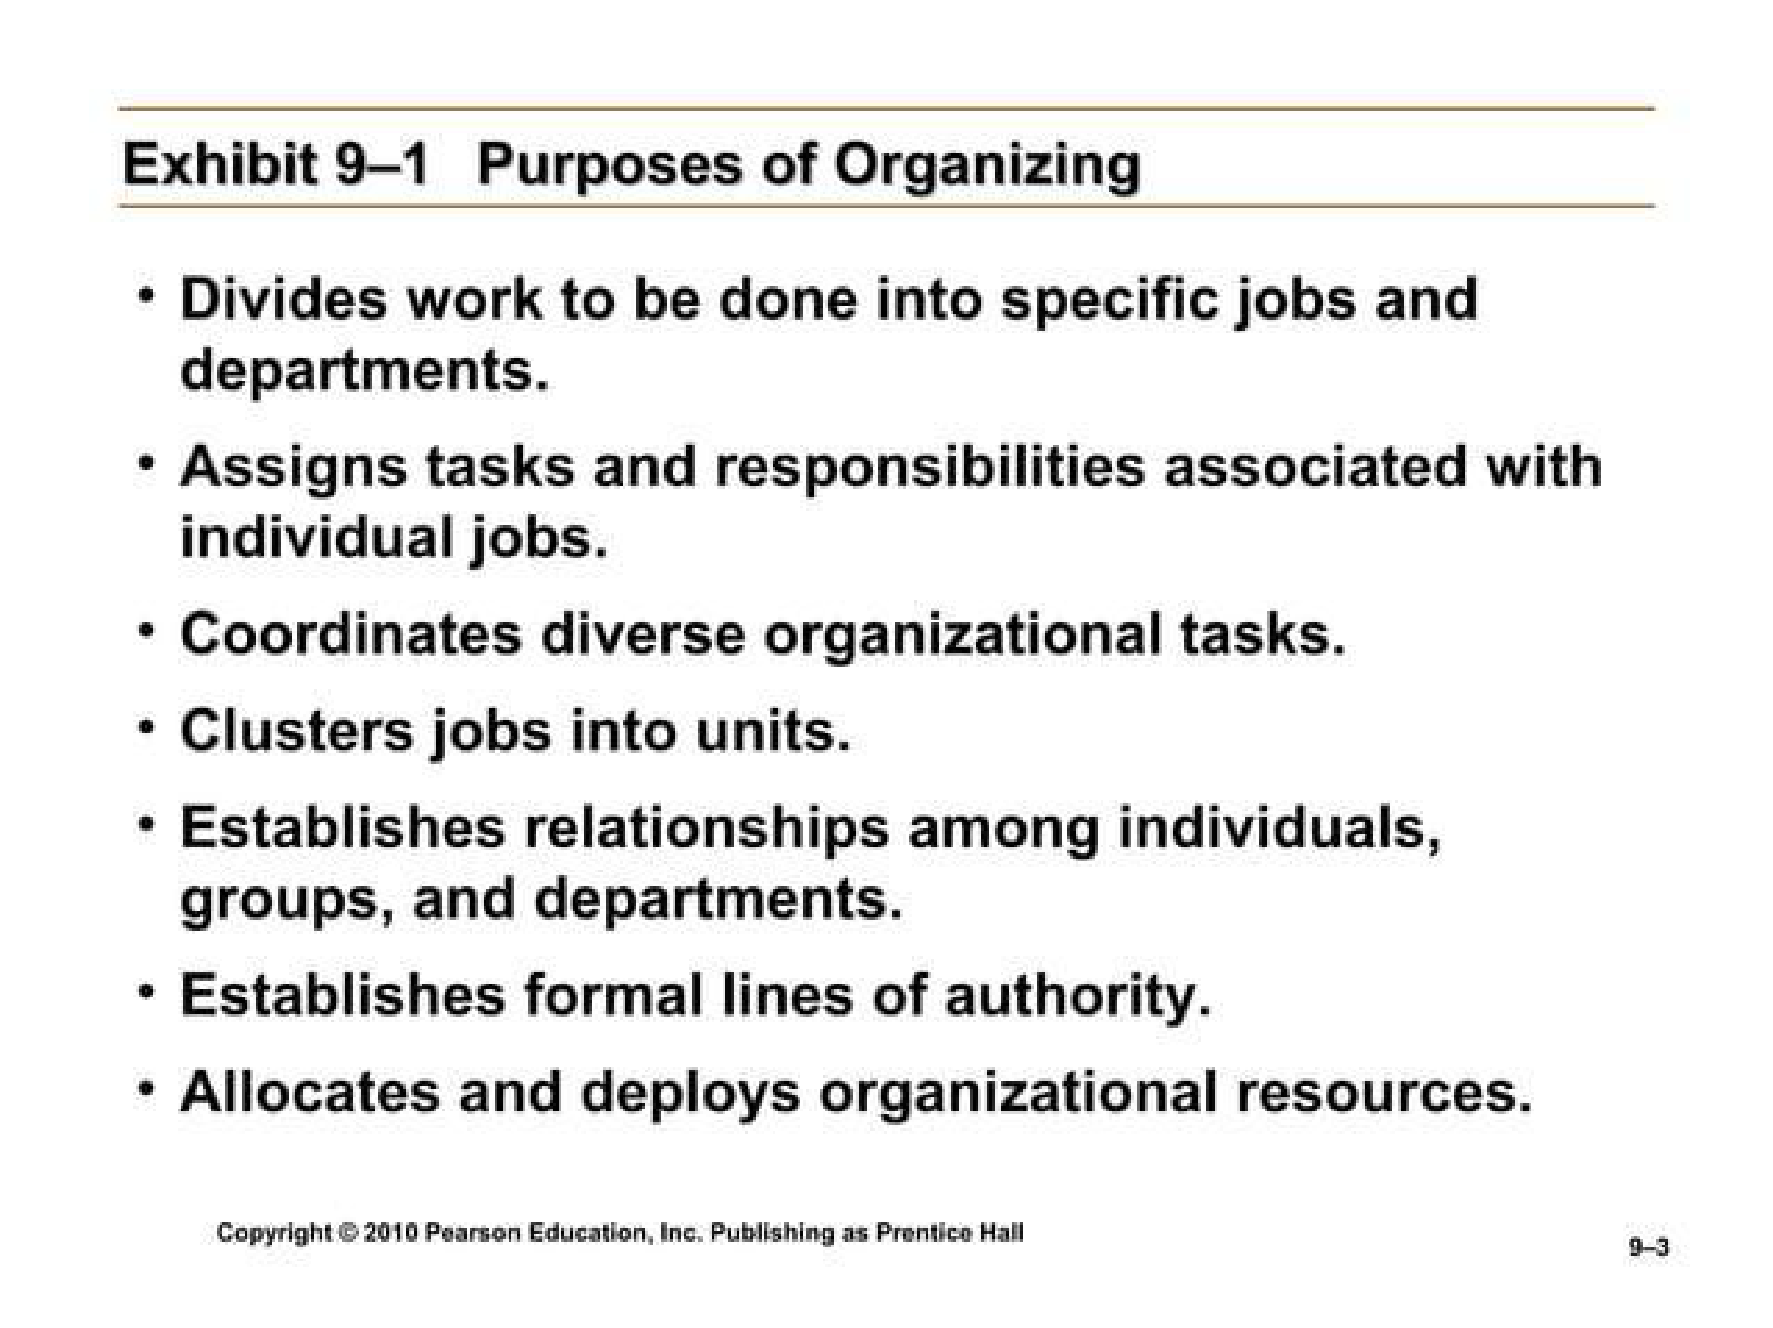 Exhibit 9–1 Purposes of Organizing
• Divides work to be done into specific jobs and
departments.
• Assigns tasks and responsibilities associated with
individual jobs.
• Coordinates diverse organizational tasks.
• Clusters jobs into units.
• Establishes relationships among individuals,
groups, and departments.
• Establishes formal lines of authority.
• Allocates and deploys organizational resources.
Copyright © 2010 Pearson Education, Inc. Publishing as Prentice Hall
9–3